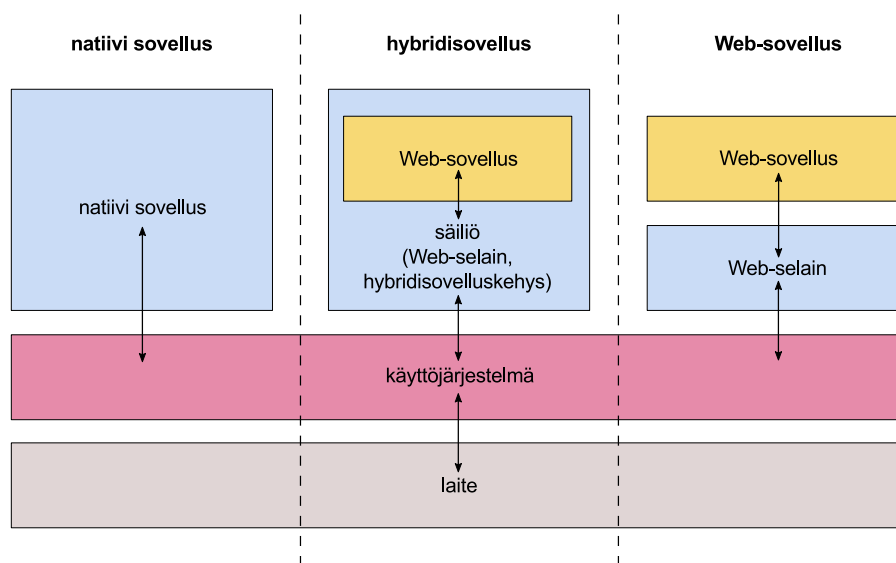 natiivi sovellus
hybridisovellus
Web-sovellus
natiivi sovellus
Web-sovellus
säiliö
(Web-selain,
hybridisovelluskehys)
Web-sovellus
Web-selain
käyttöjärjestelmä
laite